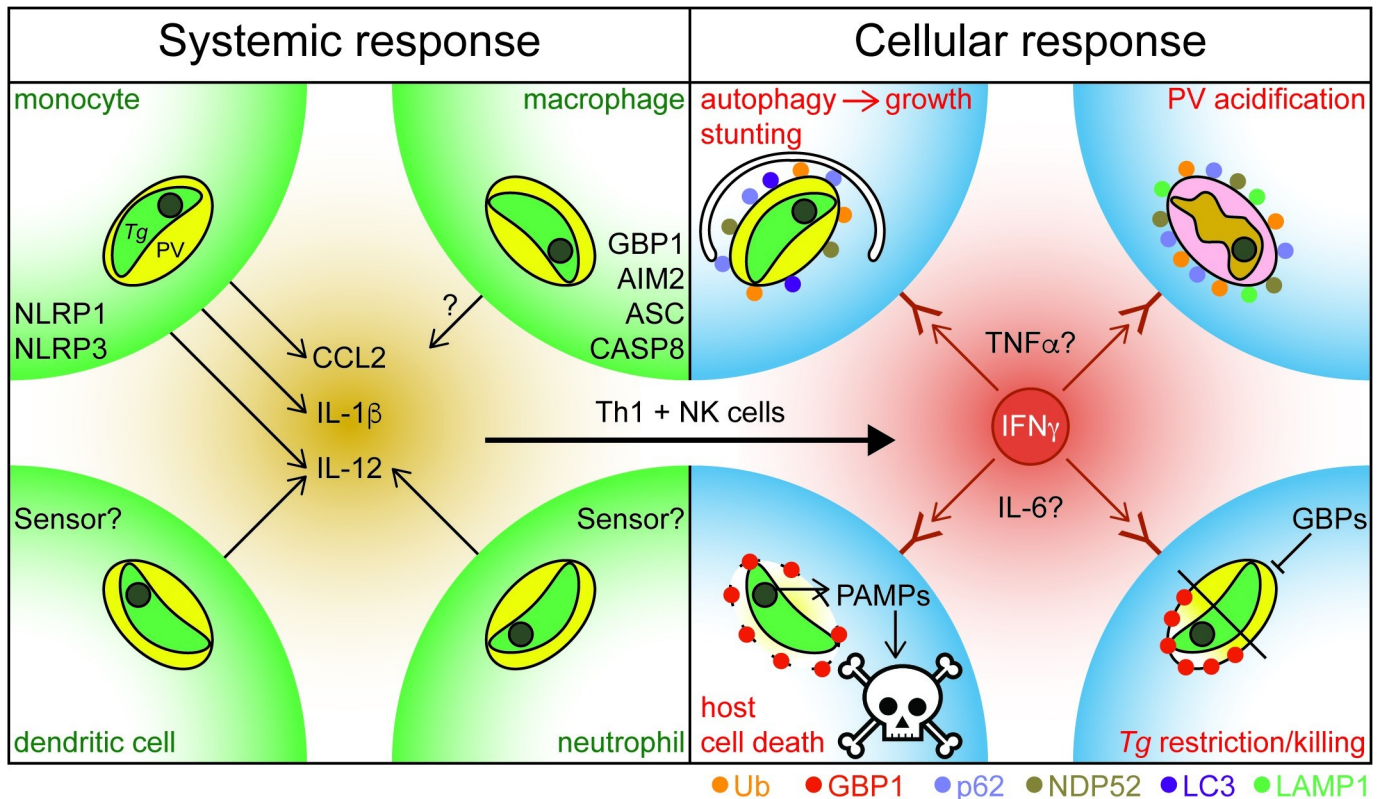 Systemic response
Cellular response
monocyte
macrophage
Tg
PV
NLRP1
NLRP3
GBP1
AIM2
ASC
CASP8
?
CCL2
IL-1β
IL-12
Th1 + NK cells
Sensor?
Sensor?
dendritic cell
neutrophil
autophagy → growth
stunting
PV acidification
TNFα?
IFNγ
IL-6?
GBPs
PAMPs
host
cell death
Tg restriction/killing
Ub GBP1 p62 NDP52 LC3 LAMP1